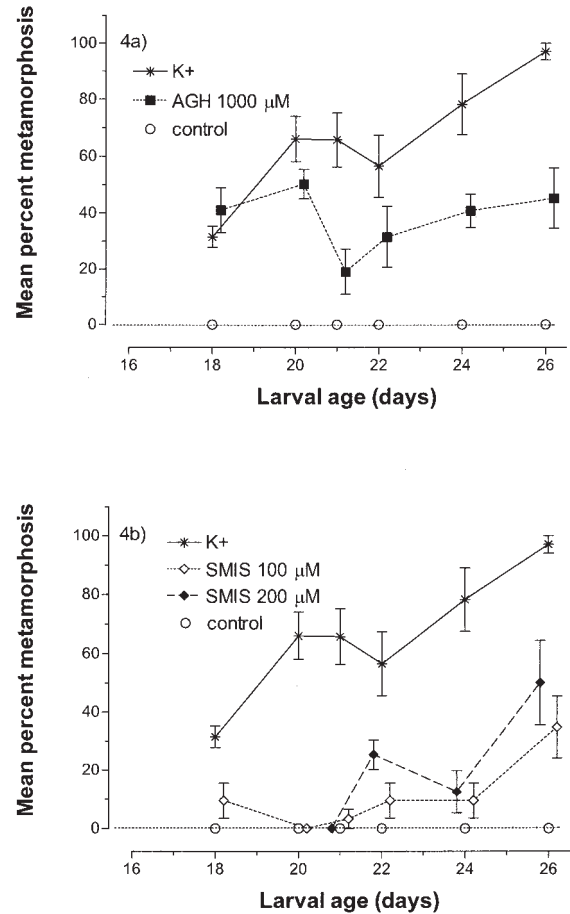 4a)
K+
AGH 1000 μM
control
Mean percent metamorphosis
100
80
60
40
20
0
16 18 20 22 24 26
Larval age (days)
4b)
K+
SMIS 100 μM
SMIS 200 μM
control
Mean percent metamorphosis
100
80
60
40
20
0
16 18 20 22 24 26
Larval age (days)